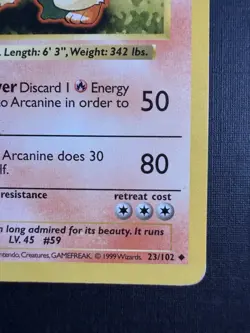 . Length: 6' 3", Weight: 342 lbs.
ver Discard 1 Energy
to Arcanine in order to 50
Arcanine does 30
lf. 80
resistance retreat cost
n long admired for its beauty. It runs
LV. 45 #59
intendo, Creatures, GAMEFREAK. © 1999 Wizards. 23/102 ◆